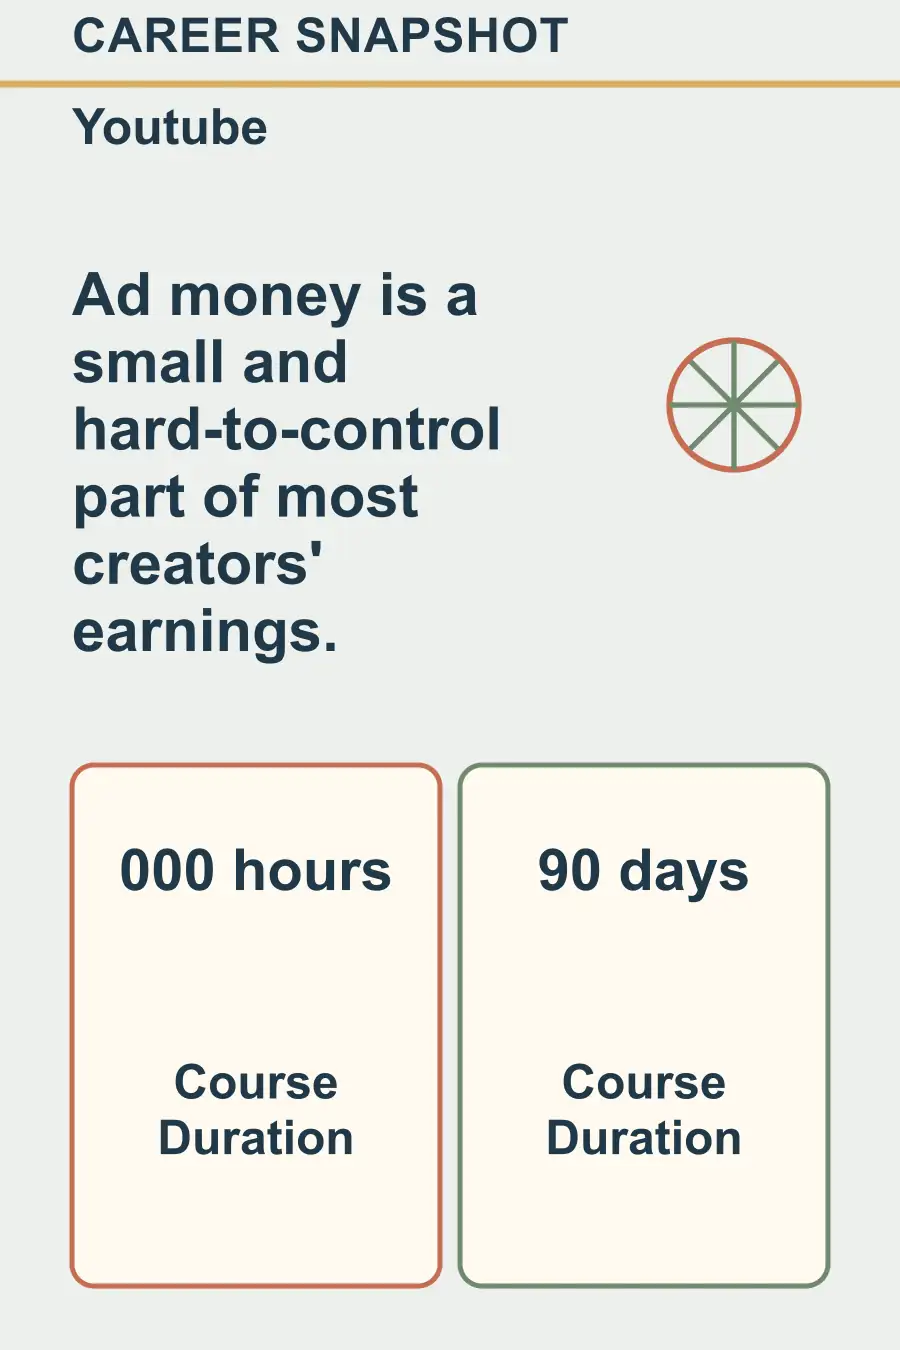 CAREER SNAPSHOT
Youtube
Ad money is a
small and
hard-to-control
part of most
creators'
earnings.
000 hours
Course
Duration
90 days
Course
Duration